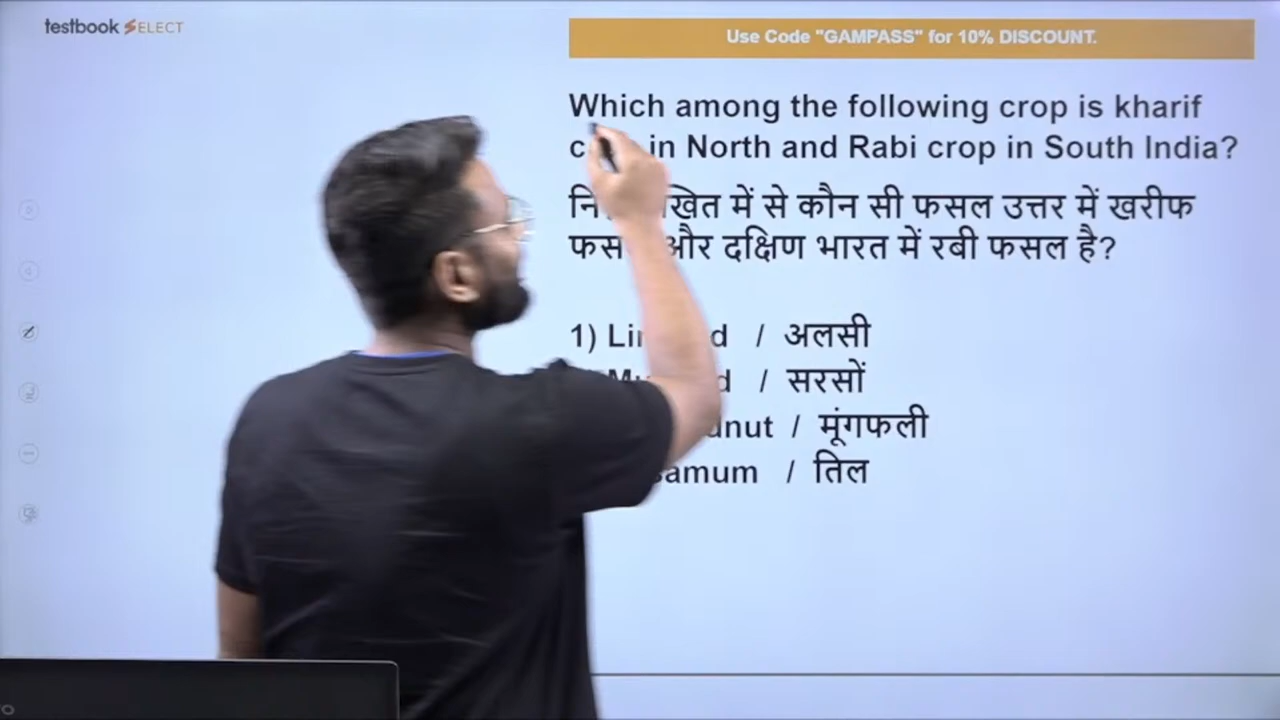 testbook SELECT
Use Code "GAMPASS" for 10% DISCOUNT.
Which among the following crop is kharif
in North and Rabi crop in South India?
में से कौन सी फसल उत्तर में खरीफ
और दक्षिण भारत में रबी फसल है?
1) / अलसी
/ सरसों
/ मूंगफली
/ तिल